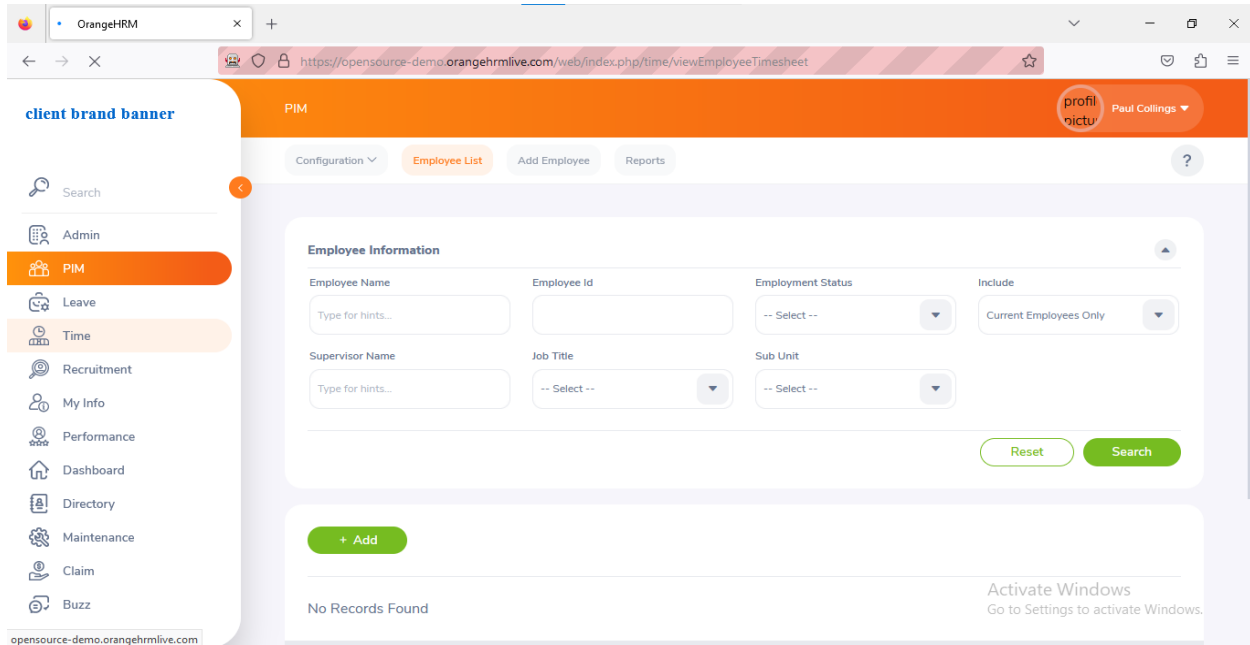 OrangeHRM
https://opensource-demo.orangehrmlive.com/web/index.php/time/viewEmployeeTimesheet
client brand banner
PIM
profil
pictu
Paul Collings
Configuration
Employee List
Add Employee
Reports
?
Search
Admin
PIM
Leave
Time
Recruitment
My Info
Performance
Dashboard
Directory
Maintenance
Claim
Buzz
Employee Information
Employee Name
Employee Id
Employment Status
Include
Type for hints...
-- Select --
Current Employees Only
Supervisor Name
Job Title
Sub Unit
Type for hints...
-- Select --
-- Select --
Reset
Search
+ Add
No Records Found
Activate Windows
Go to Settings to activate Windows.
opensource-demo.orangehrmlive.com